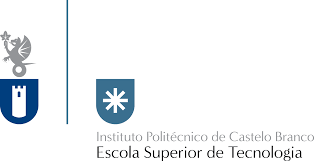 Instituto Politécnico de Castelo Branco
Escola Superior de Tecnologia